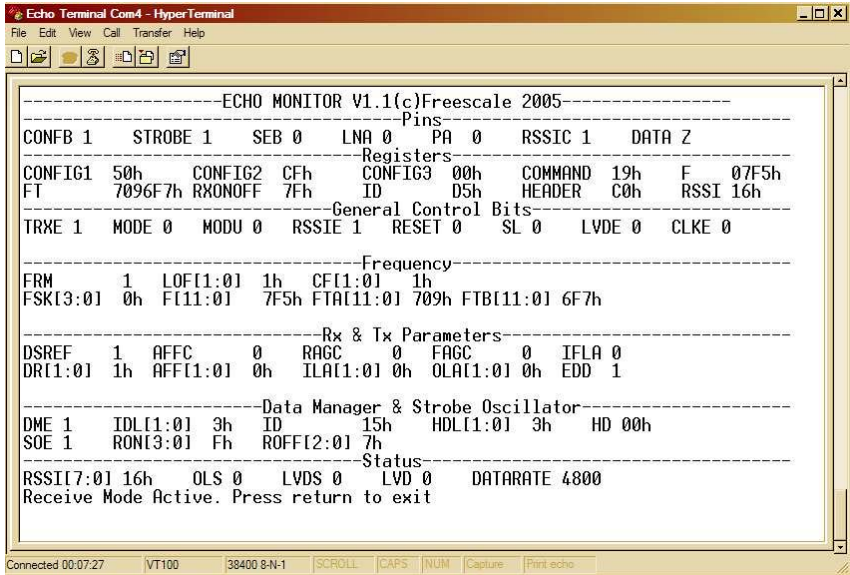 Echo Terminal Com4 - HyperTerminal
File Edit View Call Transfer Help
--------------------ECHO MONITOR V1.1(c)Freescale 2005-----------------
--------------------------------------Pins-----------------------------------
CONFB 1 STROBE 1 SEB 0 LNA 0 PA 0 RSSIC 1 DATA Z
----------------------------------Registers----------------------------------
CONFIG1 50h CONFIG2 CFh CONFIG3 00h COMMAND 19h F 07F5h
FT 7096F7h RXONOFF 7Fh ID D5h HEADER C0h RSSI 16h
-------------------------------General Control Bits--------------------------
TRXE 1 MODE 0 MODU 0 RSSIE 1 RESET 0 SL 0 LVDE 0 CLKE 0
----------------------------------Frequency----------------------------------
FRM 1 LOF[1:0] 1h CF[1:0] 1h
FSK[3:0] 0h F[11:0] 7F5h FTA[11:0] 709h FTB[11:0] 6F7h
------------------------------Rx & Tx Parameters-----------------------------
DSREF 1 AFFC 0 RAGC 0 FAGC 0 IFLA 0
DR[1:0] 1h AFF[1:0] 0h ILA[1:0] 0h OLA[1:0] 0h EDD 1
------------------------Data Manager & Strobe Oscillator---------------------
DME 1 IDL[1:0] 3h ID 15h HDL[1:0] 3h HD 00h
SOE 1 RON[3:0] Fh ROFF[2:0] 7h
----------------------------------Status-------------------------------------
RSSI[7:0] 16h OLS 0 LVDS 0 LVD 0 DATARATE 4800
Receive Mode Active. Press return to exit
Connected 00:07:27 VT100 38400 8-N-1 SCROLL CAPS NUM Capture Print echo